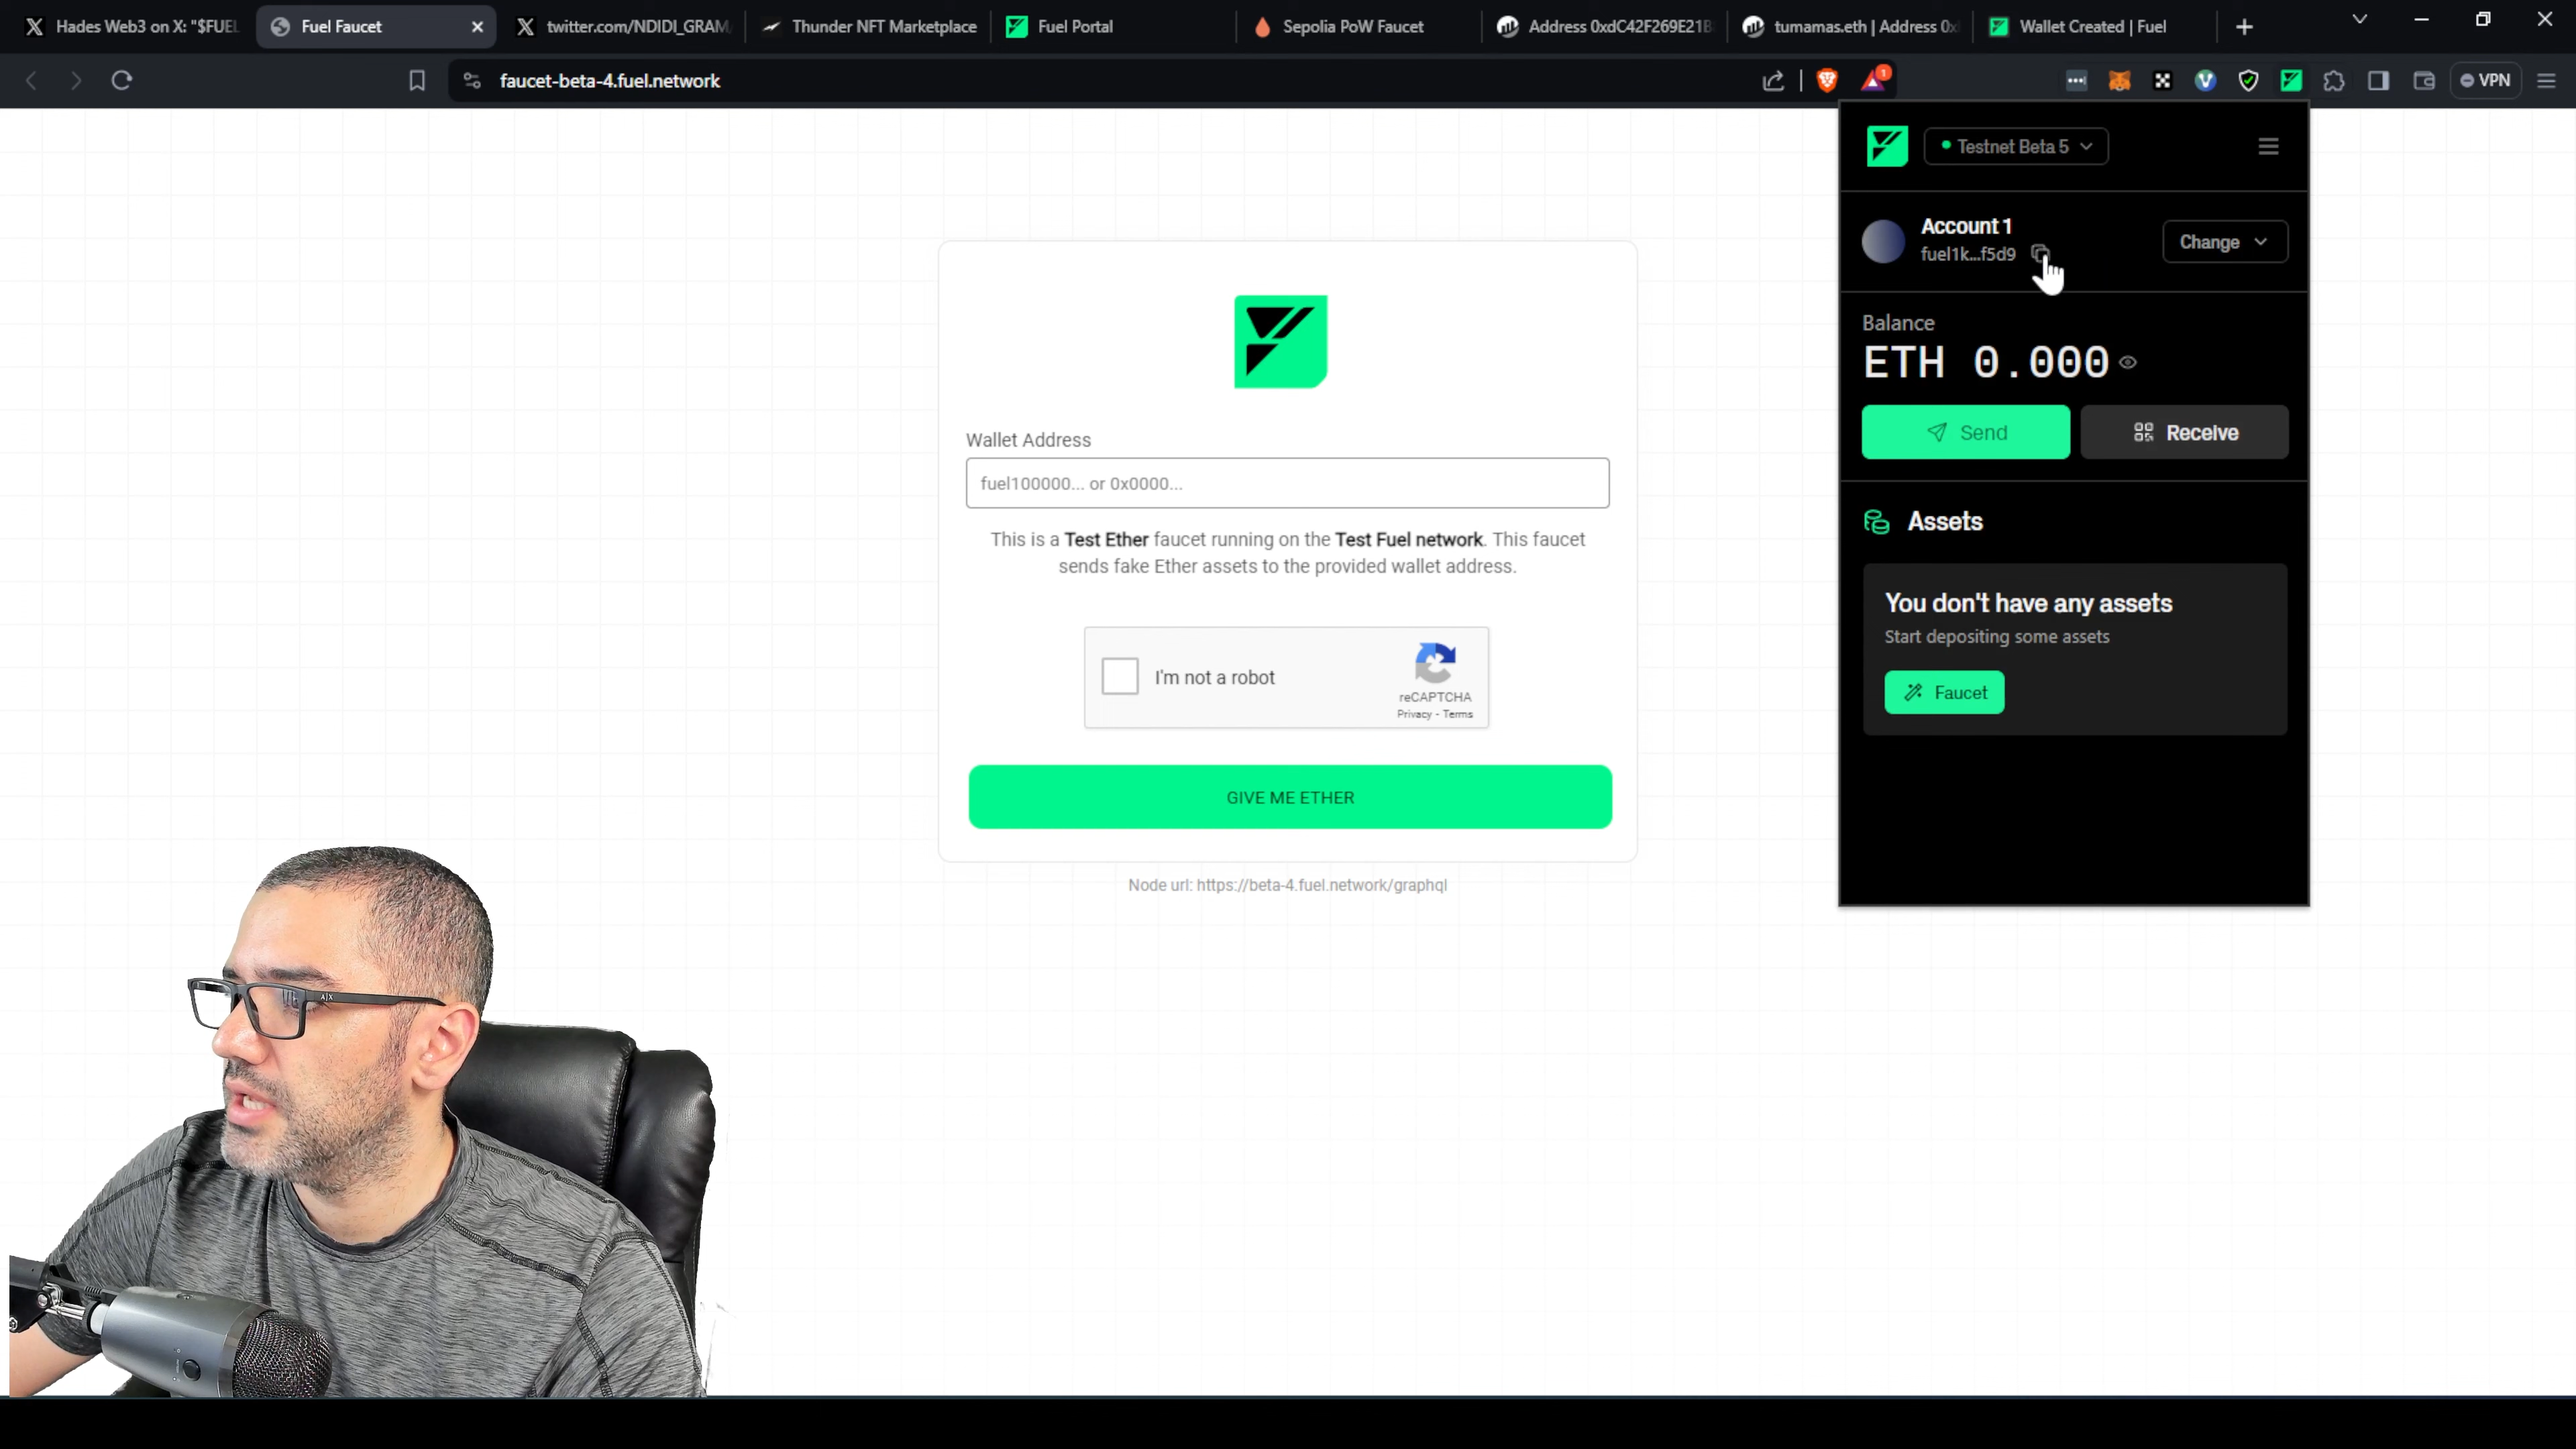 Hades Web3 on X: "$FUEL
Fuel Faucet
twitter.com/NDIDI_GRAM
Thunder NFT Marketplace
Fuel Portal
Sepolia PoW Faucet
Address 0xdC42F269E21B
tumamas.eth | Address 0x
Wallet Created | Fuel
faucet-beta-4.fuel.network
1
VPN
Testnet Beta 5
Account 1
fuel1k...f5d9
Change
Balance
ETH 0.000
Send
Receive
Assets
You don't have any assets
Start depositing some assets
Faucet
Wallet Address
fuel100000... or 0x0000...
This is a Test Ether faucet running on the Test Fuel network. This faucet
sends fake Ether assets to the provided wallet address.
I'm not a robot
reCAPTCHA
Privacy - Terms
GIVE ME ETHER
Node url: https://beta-4.fuel.network/graphql
A|X